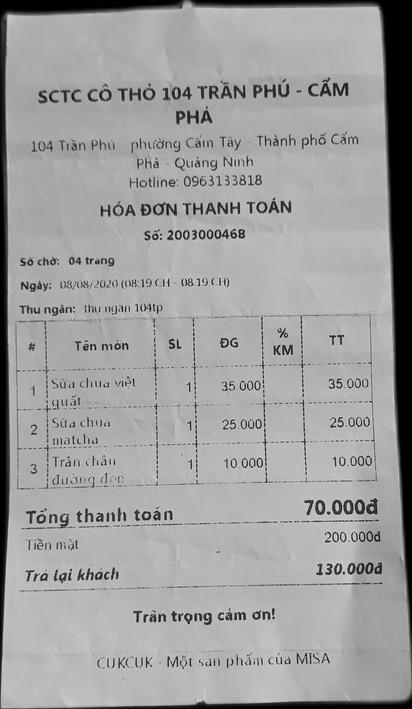 SCTC CÔ THỎ 104 TRẦN PHÚ - CẨM
PHẢ
104 Trần Phú phường Cẩm Tây - Thành phố Cẩm
Phả - Quảng Ninh
Hotline: 0963133818
HÓA ĐƠN THANH TOÁN
Số: 2003000468
Số chờ: 04 trang
Ngày: 08/08/2020 (08:19 CH - 08:19 CH)
Thu ngân: thu ngân 104tp
# Tên món SL ĐG % KM TT
1 Sữa chua việt quất 1 35.000 35.000
2 Sữa chua matcha 1 25.000 25.000
3 Trân châu đường đen 1 10.000 10.000
Tổng thanh toán 70.000đ
Tiền mặt 200.000đ
Trả lại khách 130.000đ
Trân trọng cảm ơn!
CUKCUK - Một sản phẩm của MISA